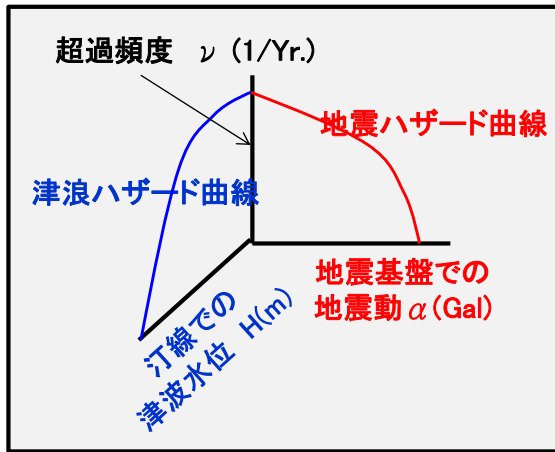 超過頻度 ν (1/Yr.)
地震ハザード曲線
津浪ハザード曲線
地震基盤での
地震動α(Gal)
汀線での
津波水位 H(m)